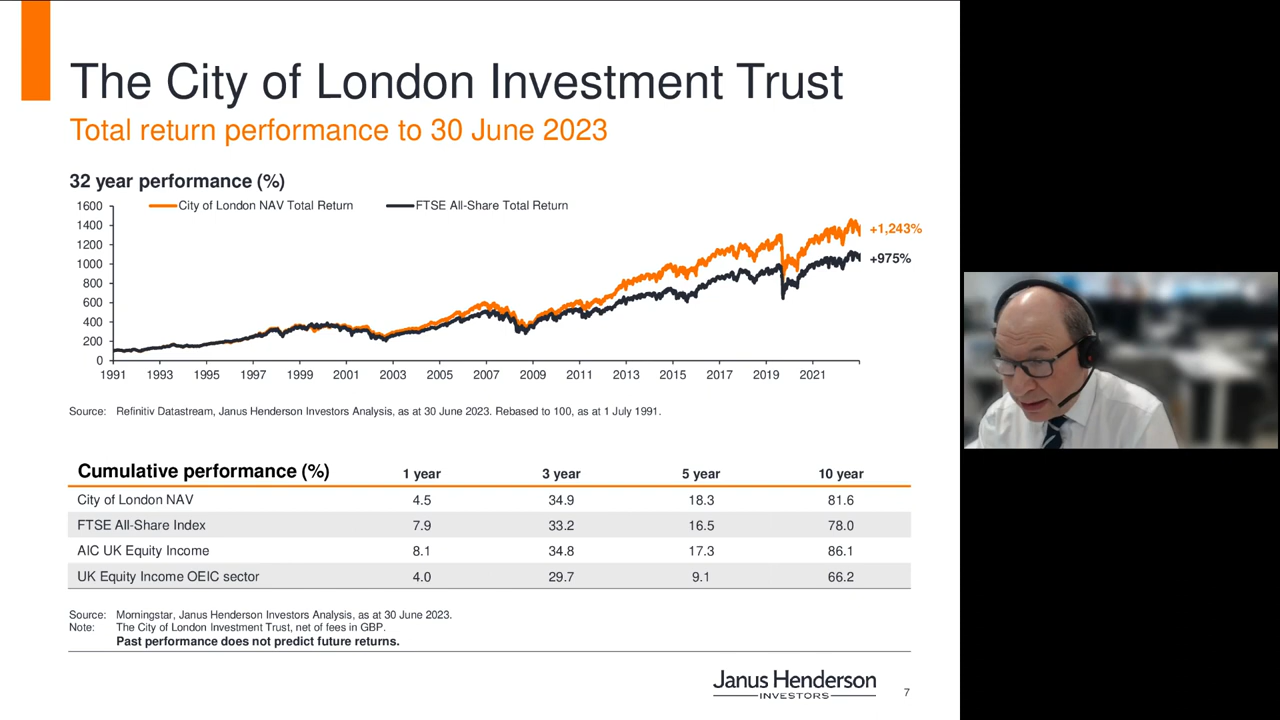 The City of London Investment Trust
Total return performance to 30 June 2023
32 year performance (%)
City of London NAV Total Return FTSE All-Share Total Return
1600
1400
1200
1000
800
600
400
200
0
+1,243%
+975%
1991 1993 1995 1997 1999 2001 2003 2005 2007 2009 2011 2013 2015 2017 2019 2021
Source: Refinitiv Datastream, Janus Henderson Investors Analysis, as at 30 June 2023. Rebased to 100, as at 1 July 1991.
Cumulative performance (%) 1 year 3 year 5 year 10 year
City of London NAV 4.5 34.9 18.3 81.6
FTSE All-Share Index 7.9 33.2 16.5 78.0
AIC UK Equity Income 8.1 34.8 17.3 86.1
UK Equity Income OEIC sector 4.0 29.7 9.1 66.2
Source: Morningstar, Janus Henderson Investors Analysis, as at 30 June 2023.
Note: The City of London Investment Trust, net of fees in GBP.
Past performance does not predict future returns.
Janus Henderson
INVESTORS
7